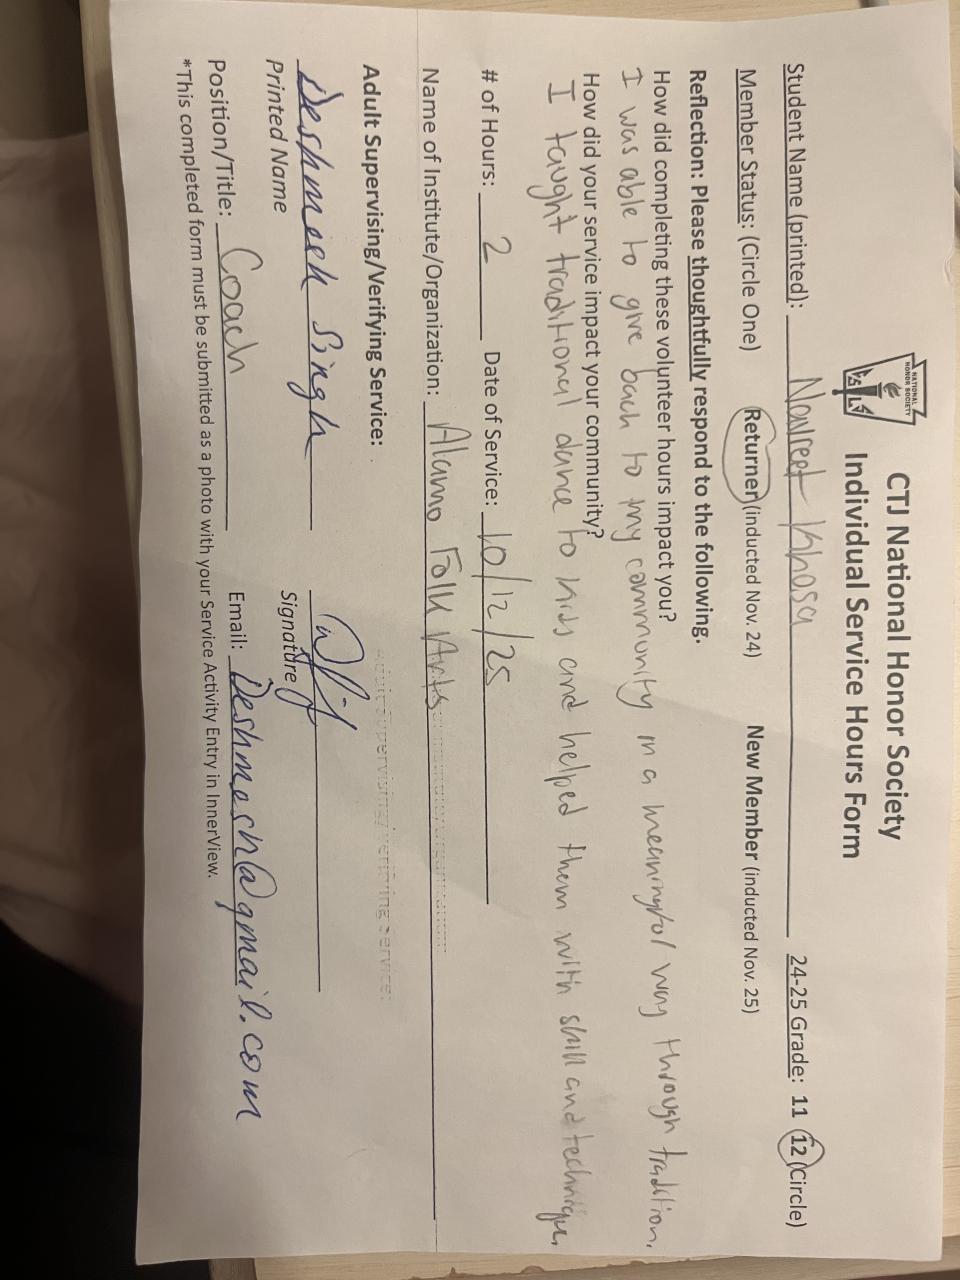 NATIONAL
HONOR SOCIETY
CTJ National Honor Society
Individual Service Hours Form
Student Name (printted): Navreet Khosa 24-25 Grade: 11 12 (Circle)
Member Status: (Circle One) Returner (inducted Nov. 24) New Member (inducted Nov. 25)
Reflection: Please thoughtfully respond to the following.
How did completing these volunteer hours impact you?
I was able to give back to my community in a meaningful way through tradition.
How did your service impact your community?
I taught traditional dance to kids and helped them with skill and technique.
# of Hours: 2 Date of Service: 10/12/25
Name of Institute/Organization: Alamo Folk Arts
Adult Supervising/Verifying Service:
Deshmesh Singh
Printed Name Signature
Position/Title: Coach Email: Deshmesh@gmail.com
*This completed form must be submitted as a photo with your Service Activity Entry in InnerView.